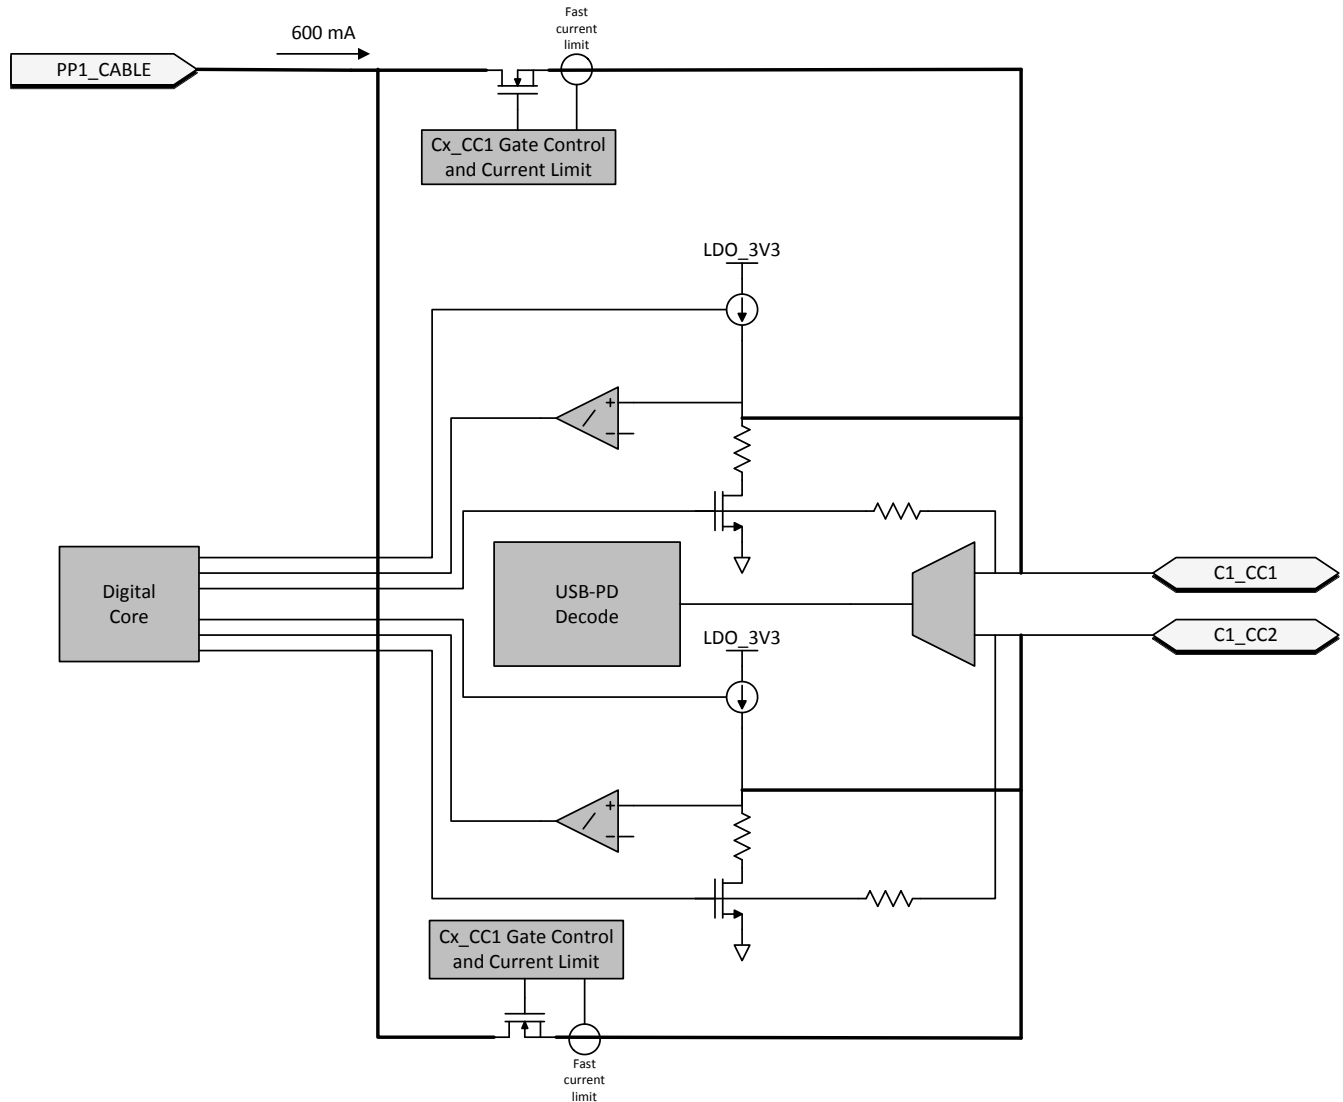 Fast
current
limit
600 mA
PP1_CABLE
Cx_CC1 Gate Control
and Current Limit
LDO_3V3
+
−
Digital
Core
USB-PD
Decode
C1_CC1
C1_CC2
LDO_3V3
+
−
Cx_CC1 Gate Control
and Current Limit
Fast
current
limit